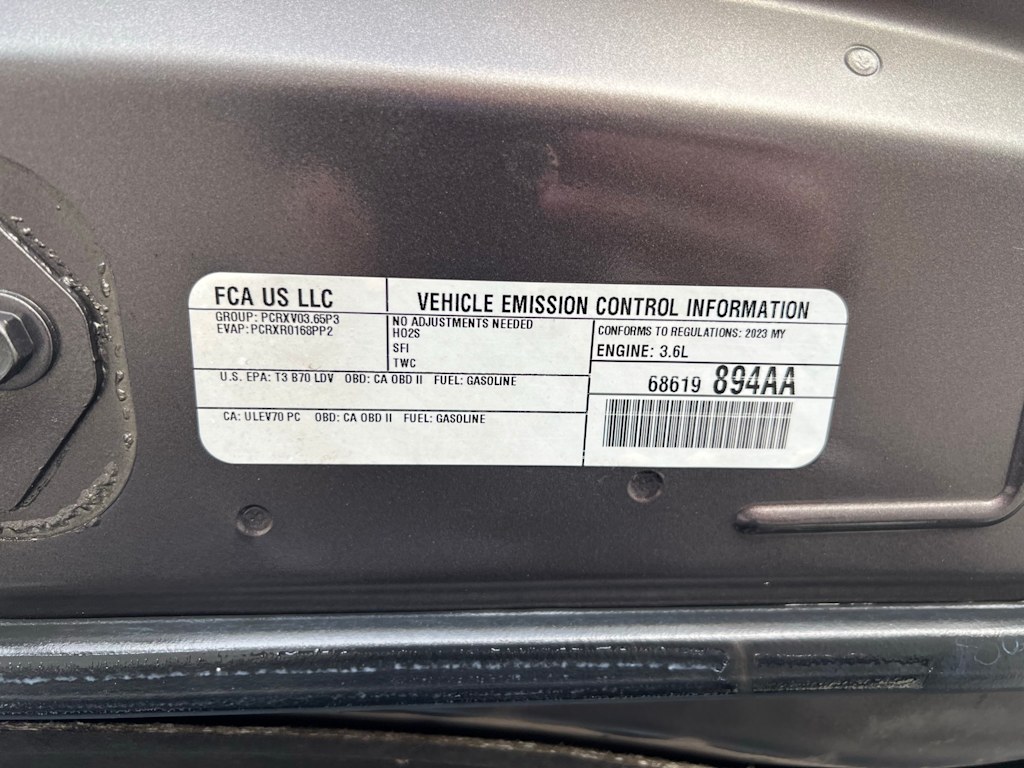 FCA US LLC
VEHICLE EMISSION CONTROL INFORMATION
GROUP: PCRXV03.65P3
EVAP: PCRXR0168PP2
NO ADJUSTMENTS NEEDED
HO2S
SFI
TWC
CONFORMS TO REGULATIONS: 2023 MY
ENGINE: 3.6L
U.S. EPA: T3 B70 LDV OBD: CA OBD II FUEL: GASOLINE
68619 894AA
CA: ULEV70 PC OBD: CA OBD II FUEL: GASOLINE